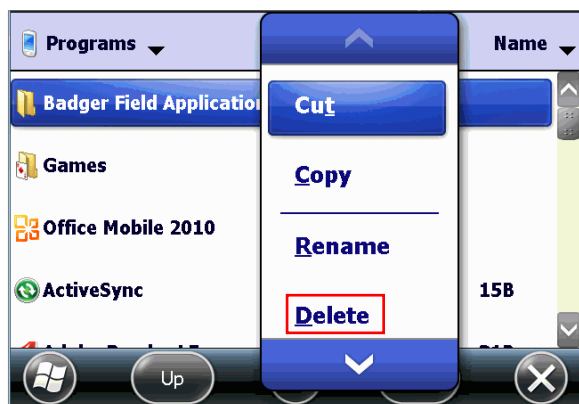 Programs
Name
Badger Field Applicatio
Games
Office Mobile 2010
ActiveSync
15B
Cut
Copy
Rename
Delete
Up